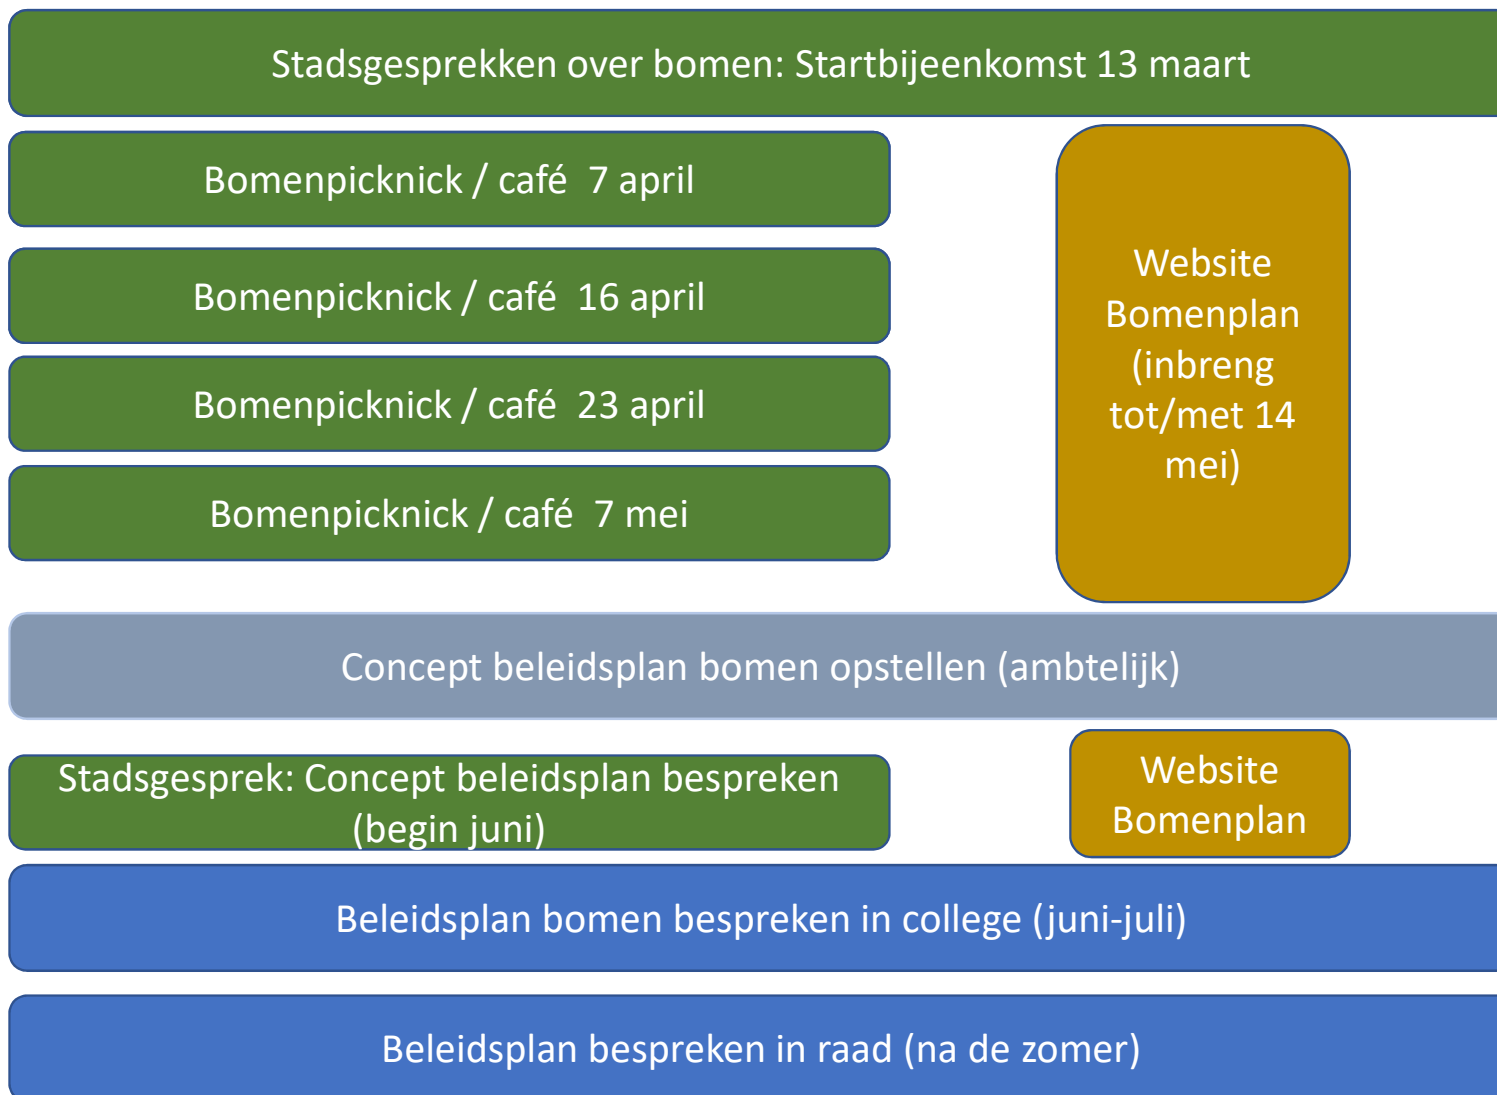 Stadsgesprekken over bomen: Startbijeenkomst 13 maart
Bomenpicknick / café  7 april
Bomenpicknick / café  16 april
Bomenpicknick / café  23 april
Bomenpicknick / café  7 mei
Website
Bomenplan
(inbreng
tot/met 14
mei)
Concept beleidsplan bomen opstellen (ambtelijk)
Stadsgesprek: Concept beleidsplan bespreken
(begin juni)
Website
Bomenplan
Beleidsplan bomen bespreken in college (juni-juli)
Beleidsplan bespreken in raad (na de zomer)